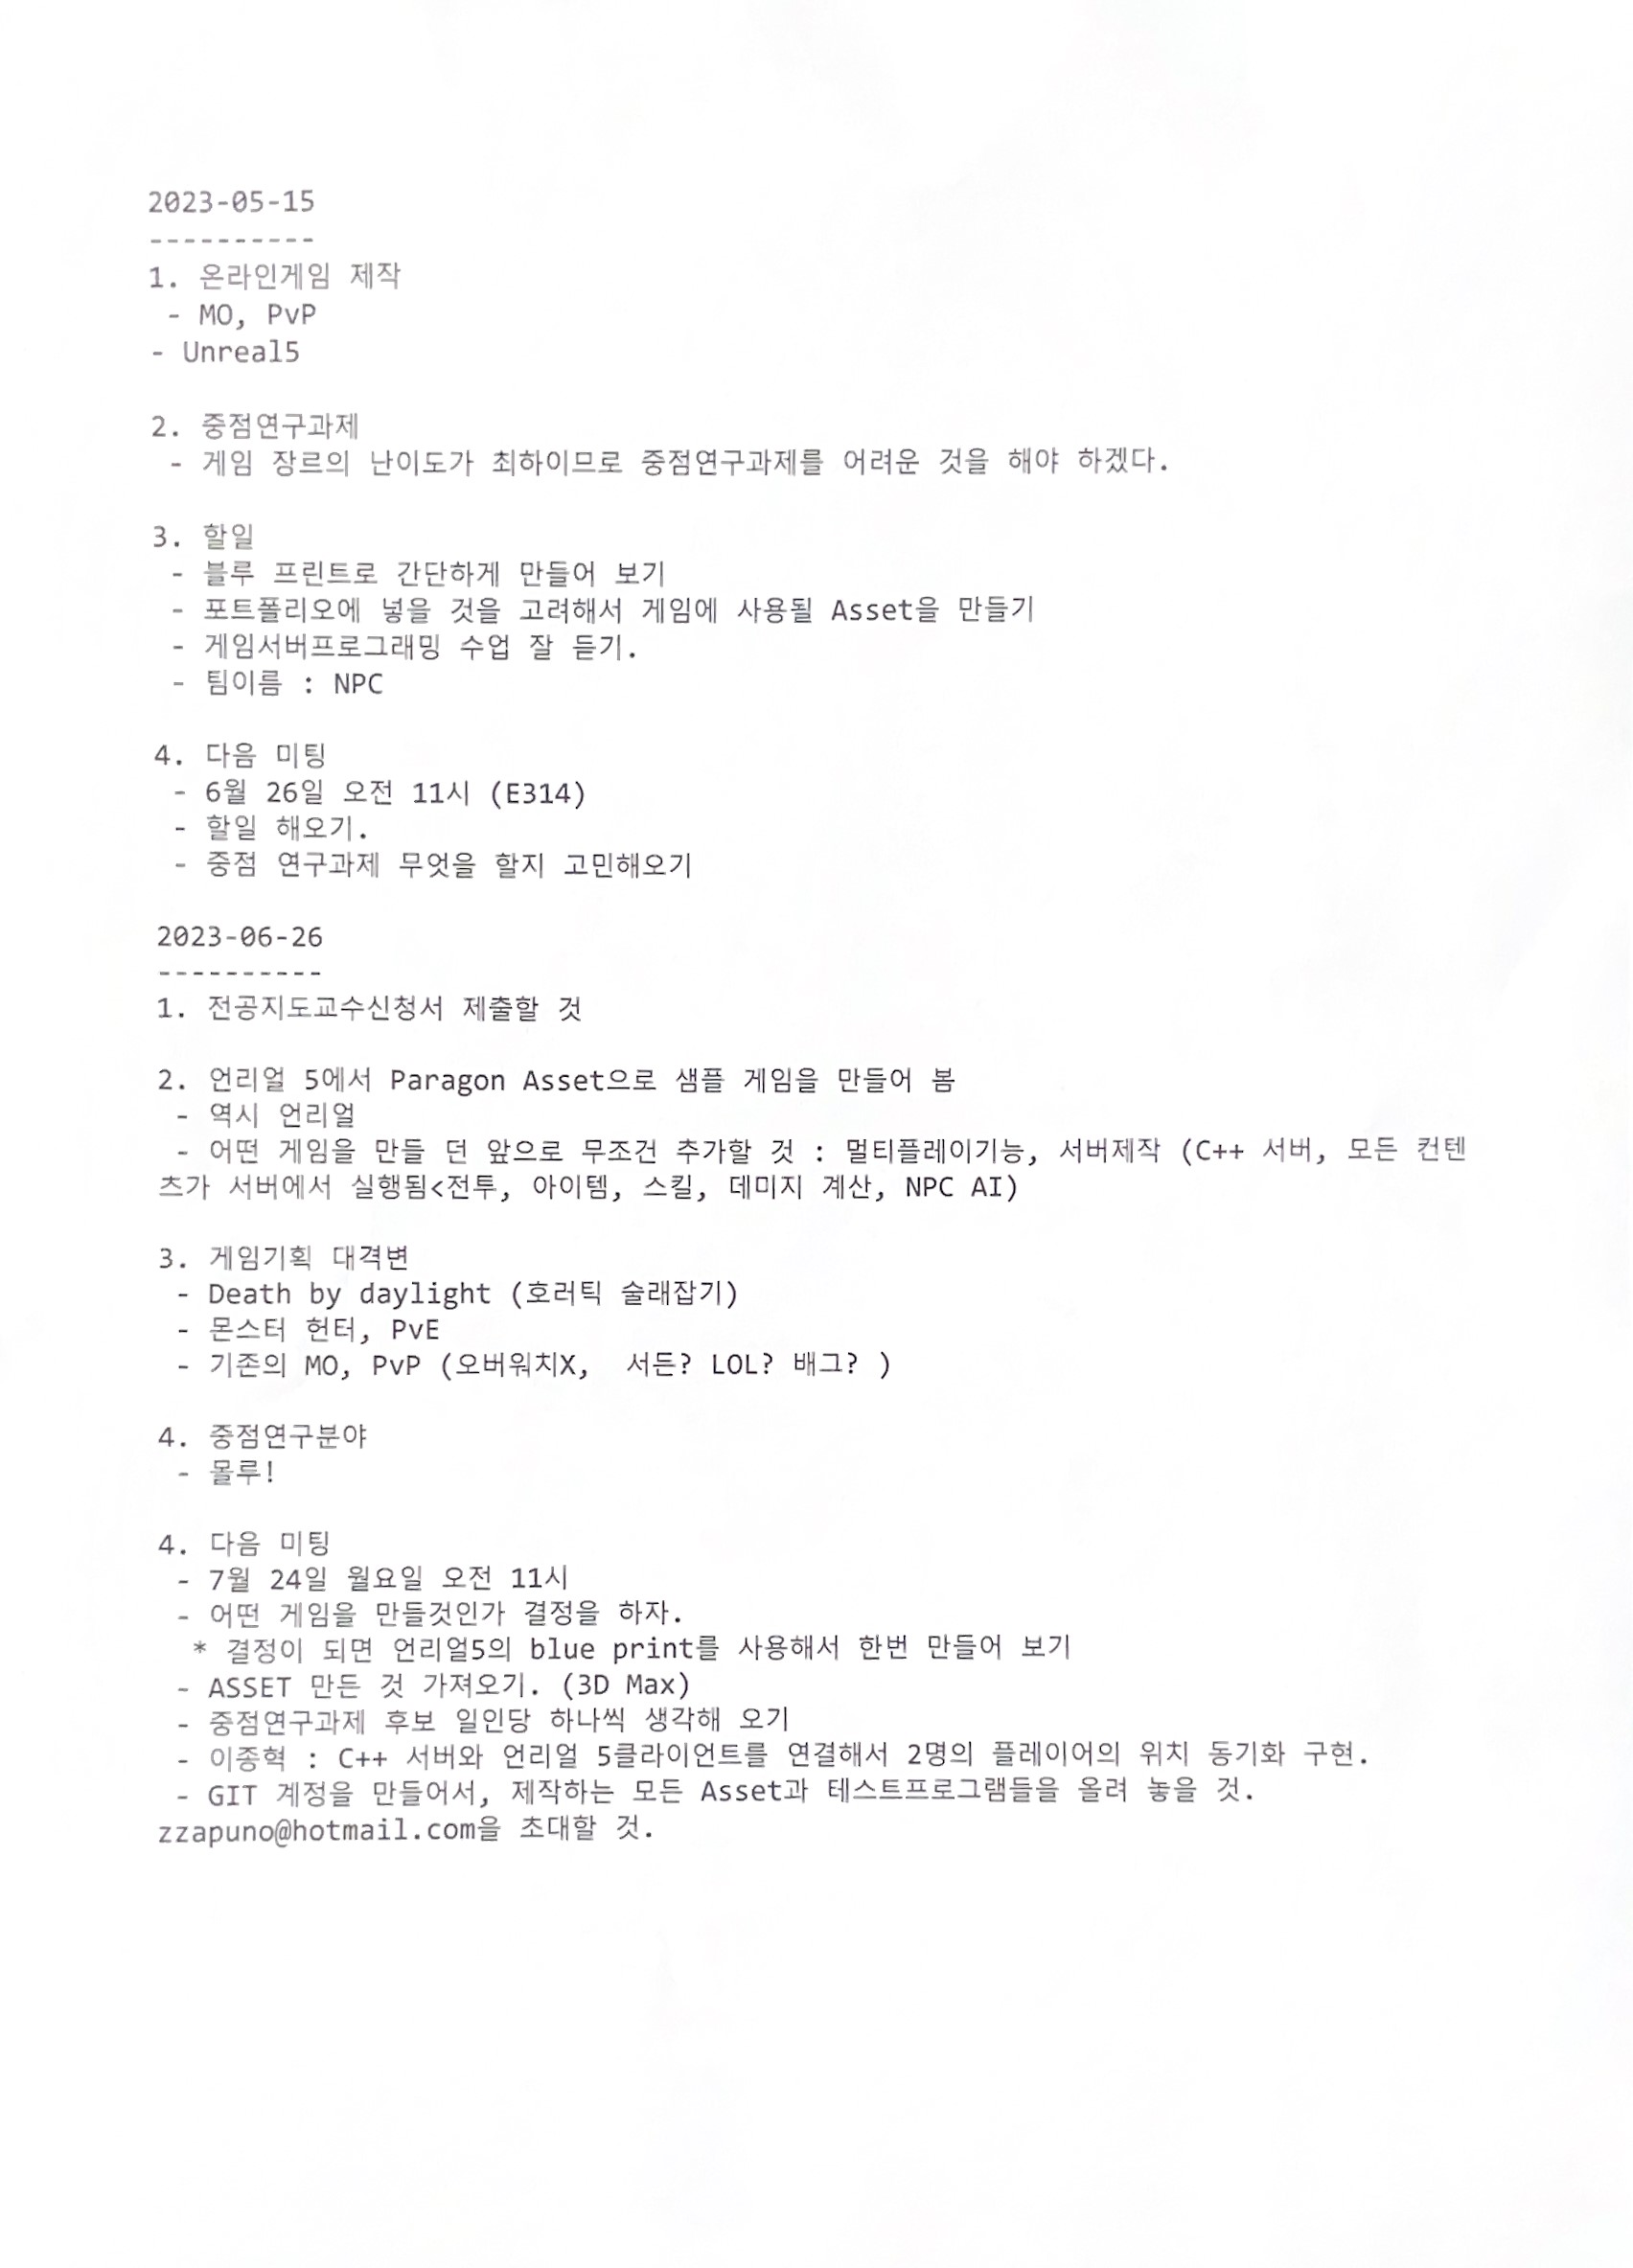 2023-05-15
----------
1. 온라인게임 제작
 - MO, PvP
- Unreal5

2. 중점연구과제
 - 게임 장르의 난이도가 최하이므로 중점연구과제를 어려운 것을 해야 하겠다.

3. 할일
 - 블루 프린트로 간단하게 만들어 보기
 - 포트폴리오에 넣을 것을 고려해서 게임에 사용될 Asset을 만들기
 - 게임서버프로그래밍 수업 잘 듣기.
 - 팀이름 : NPC

4. 다음 미팅
 - 6월 26일 오전 11시 (E314)
 - 할일 해오기.
 - 중점 연구과제 무엇을 할지 고민해오기

2023-06-26
----------
1. 전공지도교수신청서 제출할 것

2. 언리얼 5에서 Paragon Asset으로 샘플 게임을 만들어 봄
 - 역시 언리얼
 - 어떤 게임을 만들 던 앞으로 무조건 추가할 것 : 멀티플레이기능, 서버제작 (C++ 서버, 모든 컨텐
츠가 서버에서 실행됨<전투, 아이템, 스킬, 데미지 계산, NPC AI)

3. 게임기획 대격변
 - Death by daylight (호러틱 술래잡기)
 - 몬스터 헌터, PvE
 - 기존의 MO, PvP (오버워치X,  서든? LOL? 배그? )

4. 중점연구분야
 - 몰루!

4. 다음 미팅
 - 7월 24일 월요일 오전 11시
 - 어떤 게임을 만들것인가 결정을 하자.
  * 결정이 되면 언리얼5의 blue print를 사용해서 한번 만들어 보기
 - ASSET 만든 것 가져오기. (3D Max)
 - 중점연구과제 후보 일인당 하나씩 생각해 오기
 - 이종혁 : C++ 서버와 언리얼 5클라이언트를 연결해서 2명의 플레이어의 위치 동기화 구현.
 - GIT 계정을 만들어서, 제작하는 모든 Asset과 테스트프로그램들을 올려 놓을 것.
zzapuno@hotmail.com을 초대할 것.